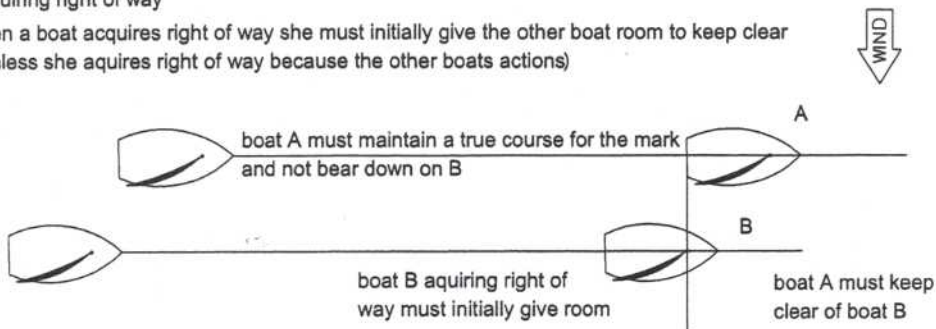 quiring right of way
en a boat acquires right of way she must initially give the other boat room to keep clear
less she aquires right of way because the other boats actions)
WIND
A
boat A must maintain a true course for the mark
and not bear down on B
B
boat B aquiring right of
way must initially give room
boat A must keep
clear of boat B